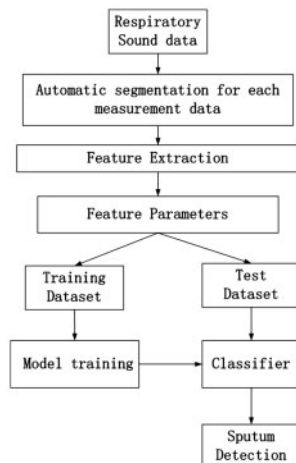 Respiratory
Sound data
Automatic segmentation for each
measurement data
Feature Extraction
Feature Parameters
Training
Dataset
Test
Dataset
Model training
Classifier
Sputum
Detection